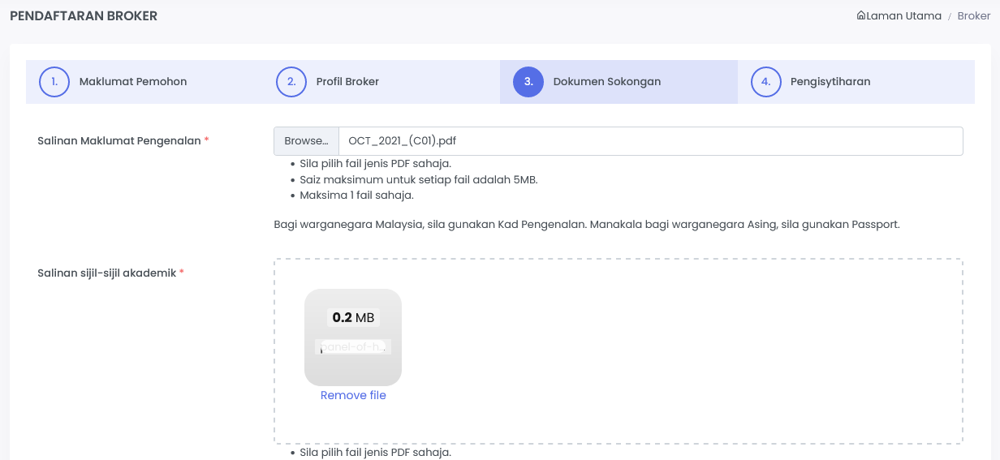 PENDAFTARAN BROKER
Laman Utama / Broker
1. Maklumat Pemohon
2. Profil Broker
3. Dokumen Sokongan
4. Pengisytiharan
Salinan Maklumat Pengenalan *
Browse... OCT_2021_(C01).pdf
• Sila pilih fail jenis PDF sahaja.
• Saiz maksimum untuk setiap fail adalah 5MB.
• Maksima 1 fail sahaja.
Bagi warganegara Malaysia, sila gunakan Kad Pengenalan. Manakala bagi warganegara Asing, sila gunakan Passport.
Salinan sijil-sijil akademik *
0.2 MB
panel-of-h...
Remove file
• Sila pilih fail jenis PDF sahaja.